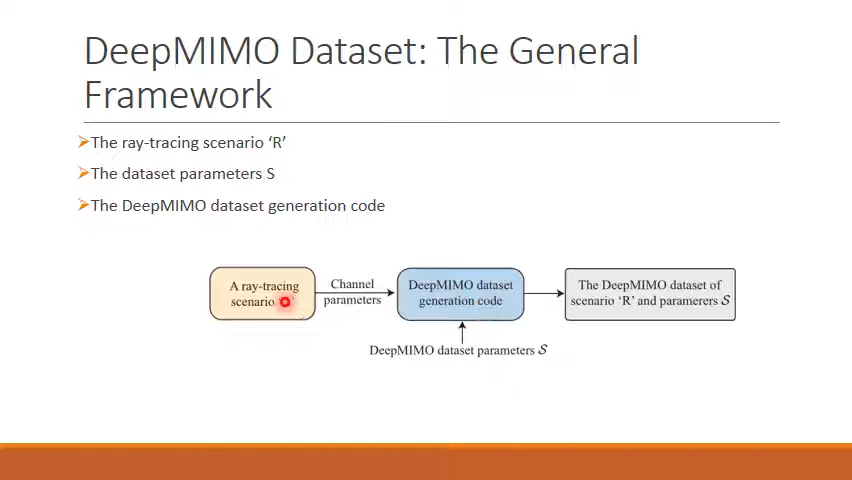 DeepMIMO Dataset: The General
Framework
The ray-tracing scenario ‘R’
The dataset parameters S
The DeepMIMO dataset generation code
A ray-tracing
scenario
Channel
parameters
DeepMIMO dataset
generation code
The DeepMIMO dataset of
scenario ‘R’ and paramerers S
DeepMIMO dataset parameters S